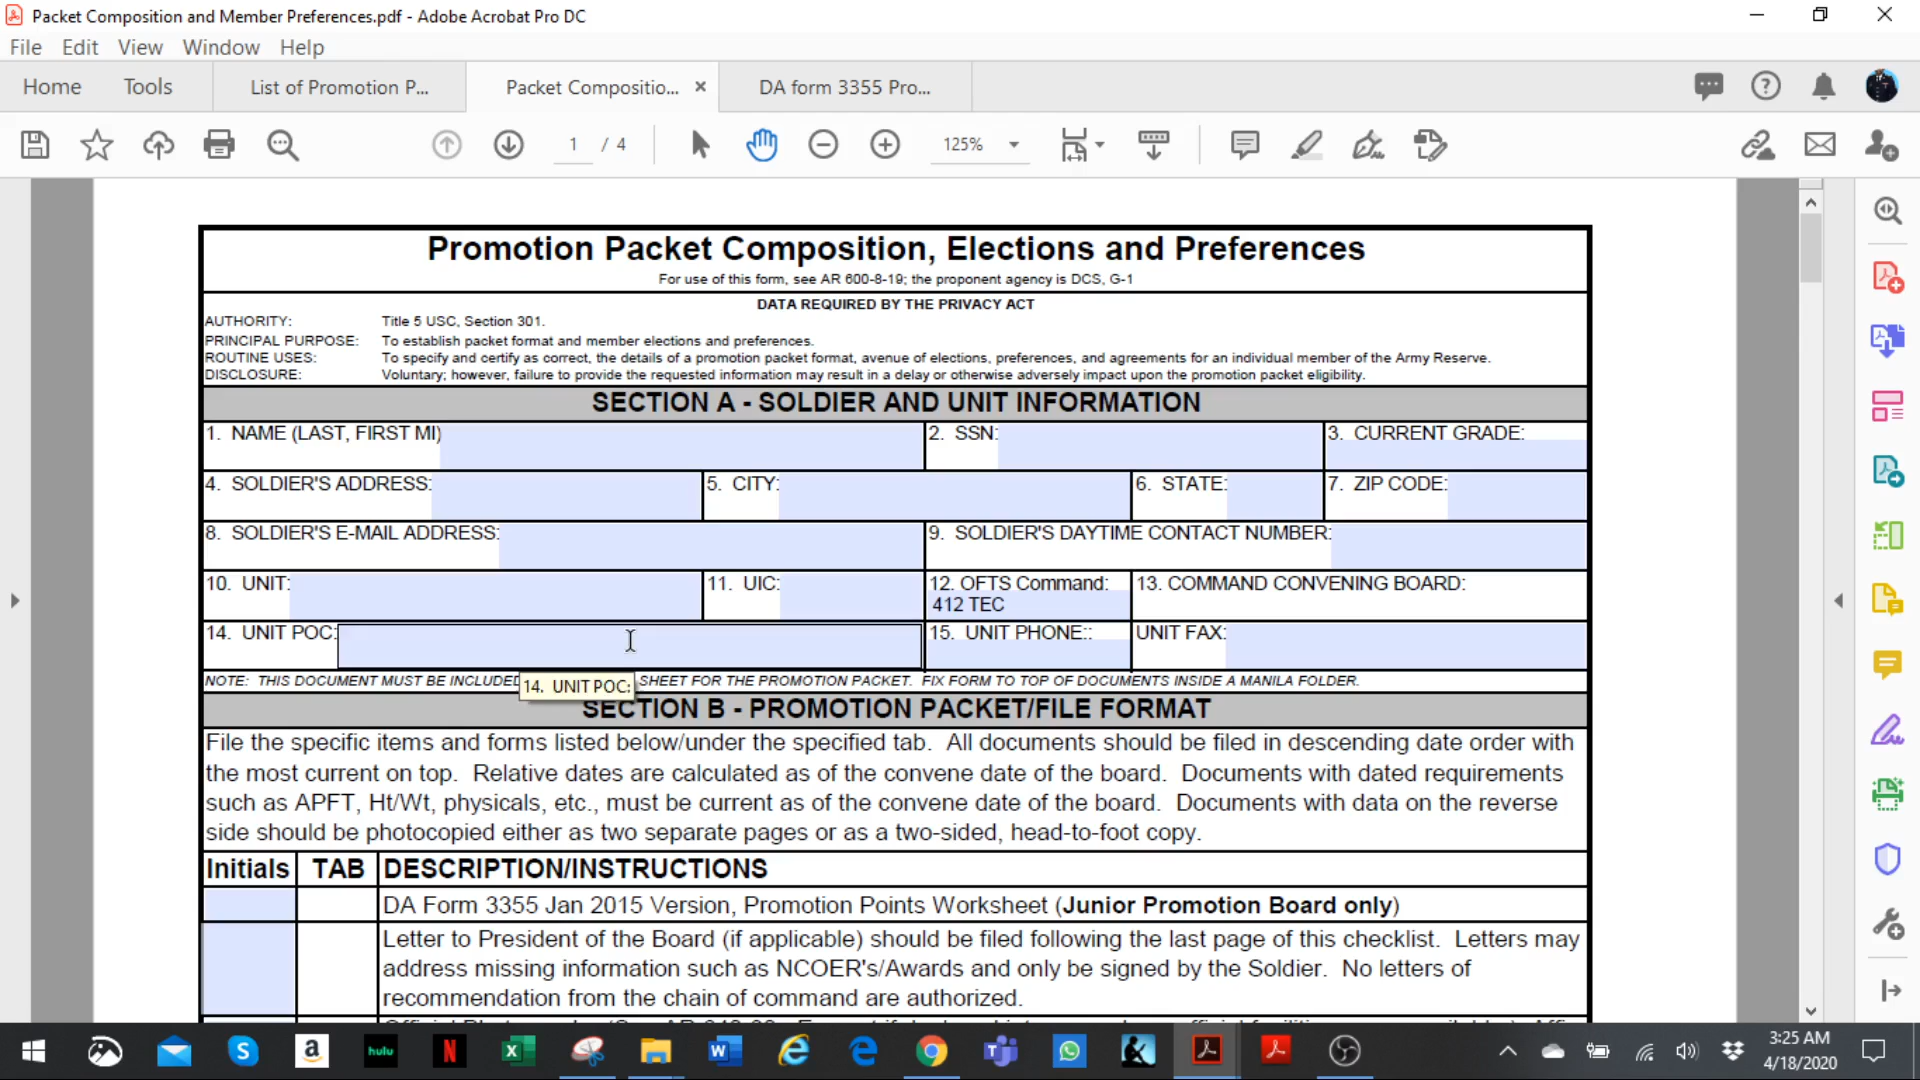 Packet Composition and Member Preferences.pdf - Adobe Acrobat Pro DC
File Edit View Window Help
Home Tools List of Promotion P... Packet Compositio... × DA form 3355 Pro...
1 / 4 125%
Promotion Packet Composition, Elections and Preferences
For use of this form, see AR 600-8-19; the proponent agency is DCS, G-1
DATA REQUIRED BY THE PRIVACY ACT
AUTHORITY: Title 5 USC, Section 301.
PRINCIPAL PURPOSE: To establish packet format and member elections and preferences.
ROUTINE USES: To specify and certify as correct, the details of a promotion packet format, avenue of elections, preferences, and agreements for an individual member of the Army Reserve.
DISCLOSURE: Voluntary; however, failure to provide the requested information may result in a delay or otherwise adversely impact upon the promotion packet eligibility.
SECTION A - SOLDIER AND UNIT INFORMATION
1. NAME (LAST, FIRST MI) 2. SSN: 3. CURRENT GRADE:
4. SOLDIER'S ADDRESS: 5. CITY: 6. STATE: 7. ZIP CODE:
8. SOLDIER'S E-MAIL ADDRESS: 9. SOLDIER'S DAYTIME CONTACT NUMBER:
10. UNIT: 11. UIC: 12. OFTS Command: 13. COMMAND CONVENING BOARD:
412 TEC
14. UNIT POC: 15. UNIT PHONE:: UNIT FAX:
NOTE: THIS DOCUMENT MUST BE INCLUDED SHEET FOR THE PROMOTION PACKET. FIX FORM TO TOP OF DOCUMENTS INSIDE A MANILA FOLDER.
14. UNIT POC:
SECTION B - PROMOTION PACKET/FILE FORMAT
File the specific items and forms listed below/under the specified tab. All documents should be filed in descending date order with
the most current on top. Relative dates are calculated as of the convene date of the board. Documents with dated requirements
such as APFT, Ht/Wt, physicals, etc., must be current as of the convene date of the board. Documents with data on the reverse
side should be photocopied either as two separate pages or as a two-sided, head-to-foot copy.
Initials TAB DESCRIPTION/INSTRUCTIONS
DA Form 3355 Jan 2015 Version, Promotion Points Worksheet (Junior Promotion Board only)
Letter to President of the Board (if applicable) should be filed following the last page of this checklist. Letters may
address missing information such as NCOER's/Awards and only be signed by the Soldier. No letters of
recommendation from the chain of command are authorized.
hulu
3:25 AM
4/18/2020